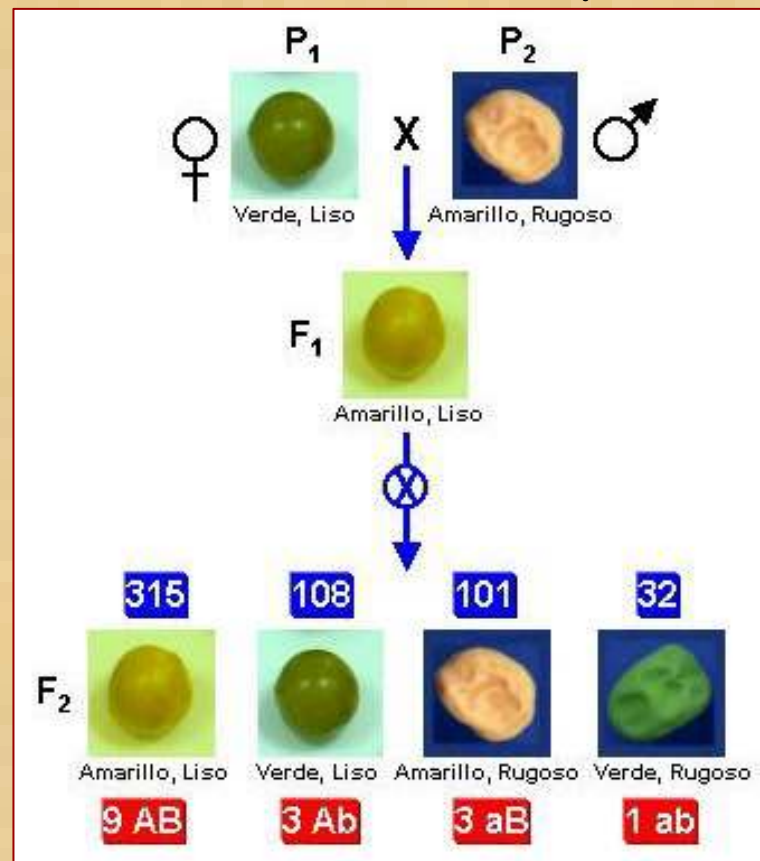 P1 P2
X
Verde, Liso Amarillo, Rugoso
F1
Amarillo, Liso
X
315 108 101 32
F2
Amarillo, Liso Verde, Liso Amarillo, Rugoso Verde, Rugoso
9 AB 3 Ab 3 aB 1 ab